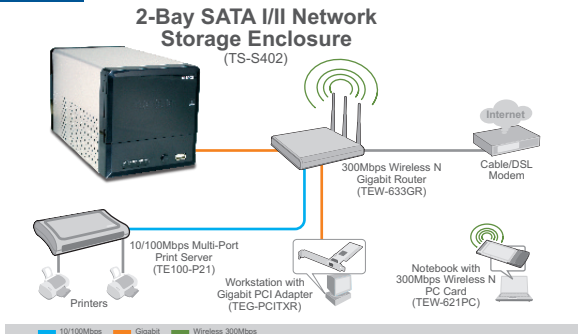 2-Bay SATA I/II Network
Storage Enclosure
(TS-S402)
Internet
300Mbps Wireless N
Gigabit Router
(TEW-633GR)
Cable/DSL
Modem
10/100Mbps Multi-Port
Print Server
(TE100-P21)
Printers
Workstation with
Gigabit PCI Adapter
(TEG-PCITXR)
Notebook with
300Mbps Wireless N
PC Card
(TEW-621PC)
10/100Mbps
Gigabit
Wireless 300Mbps